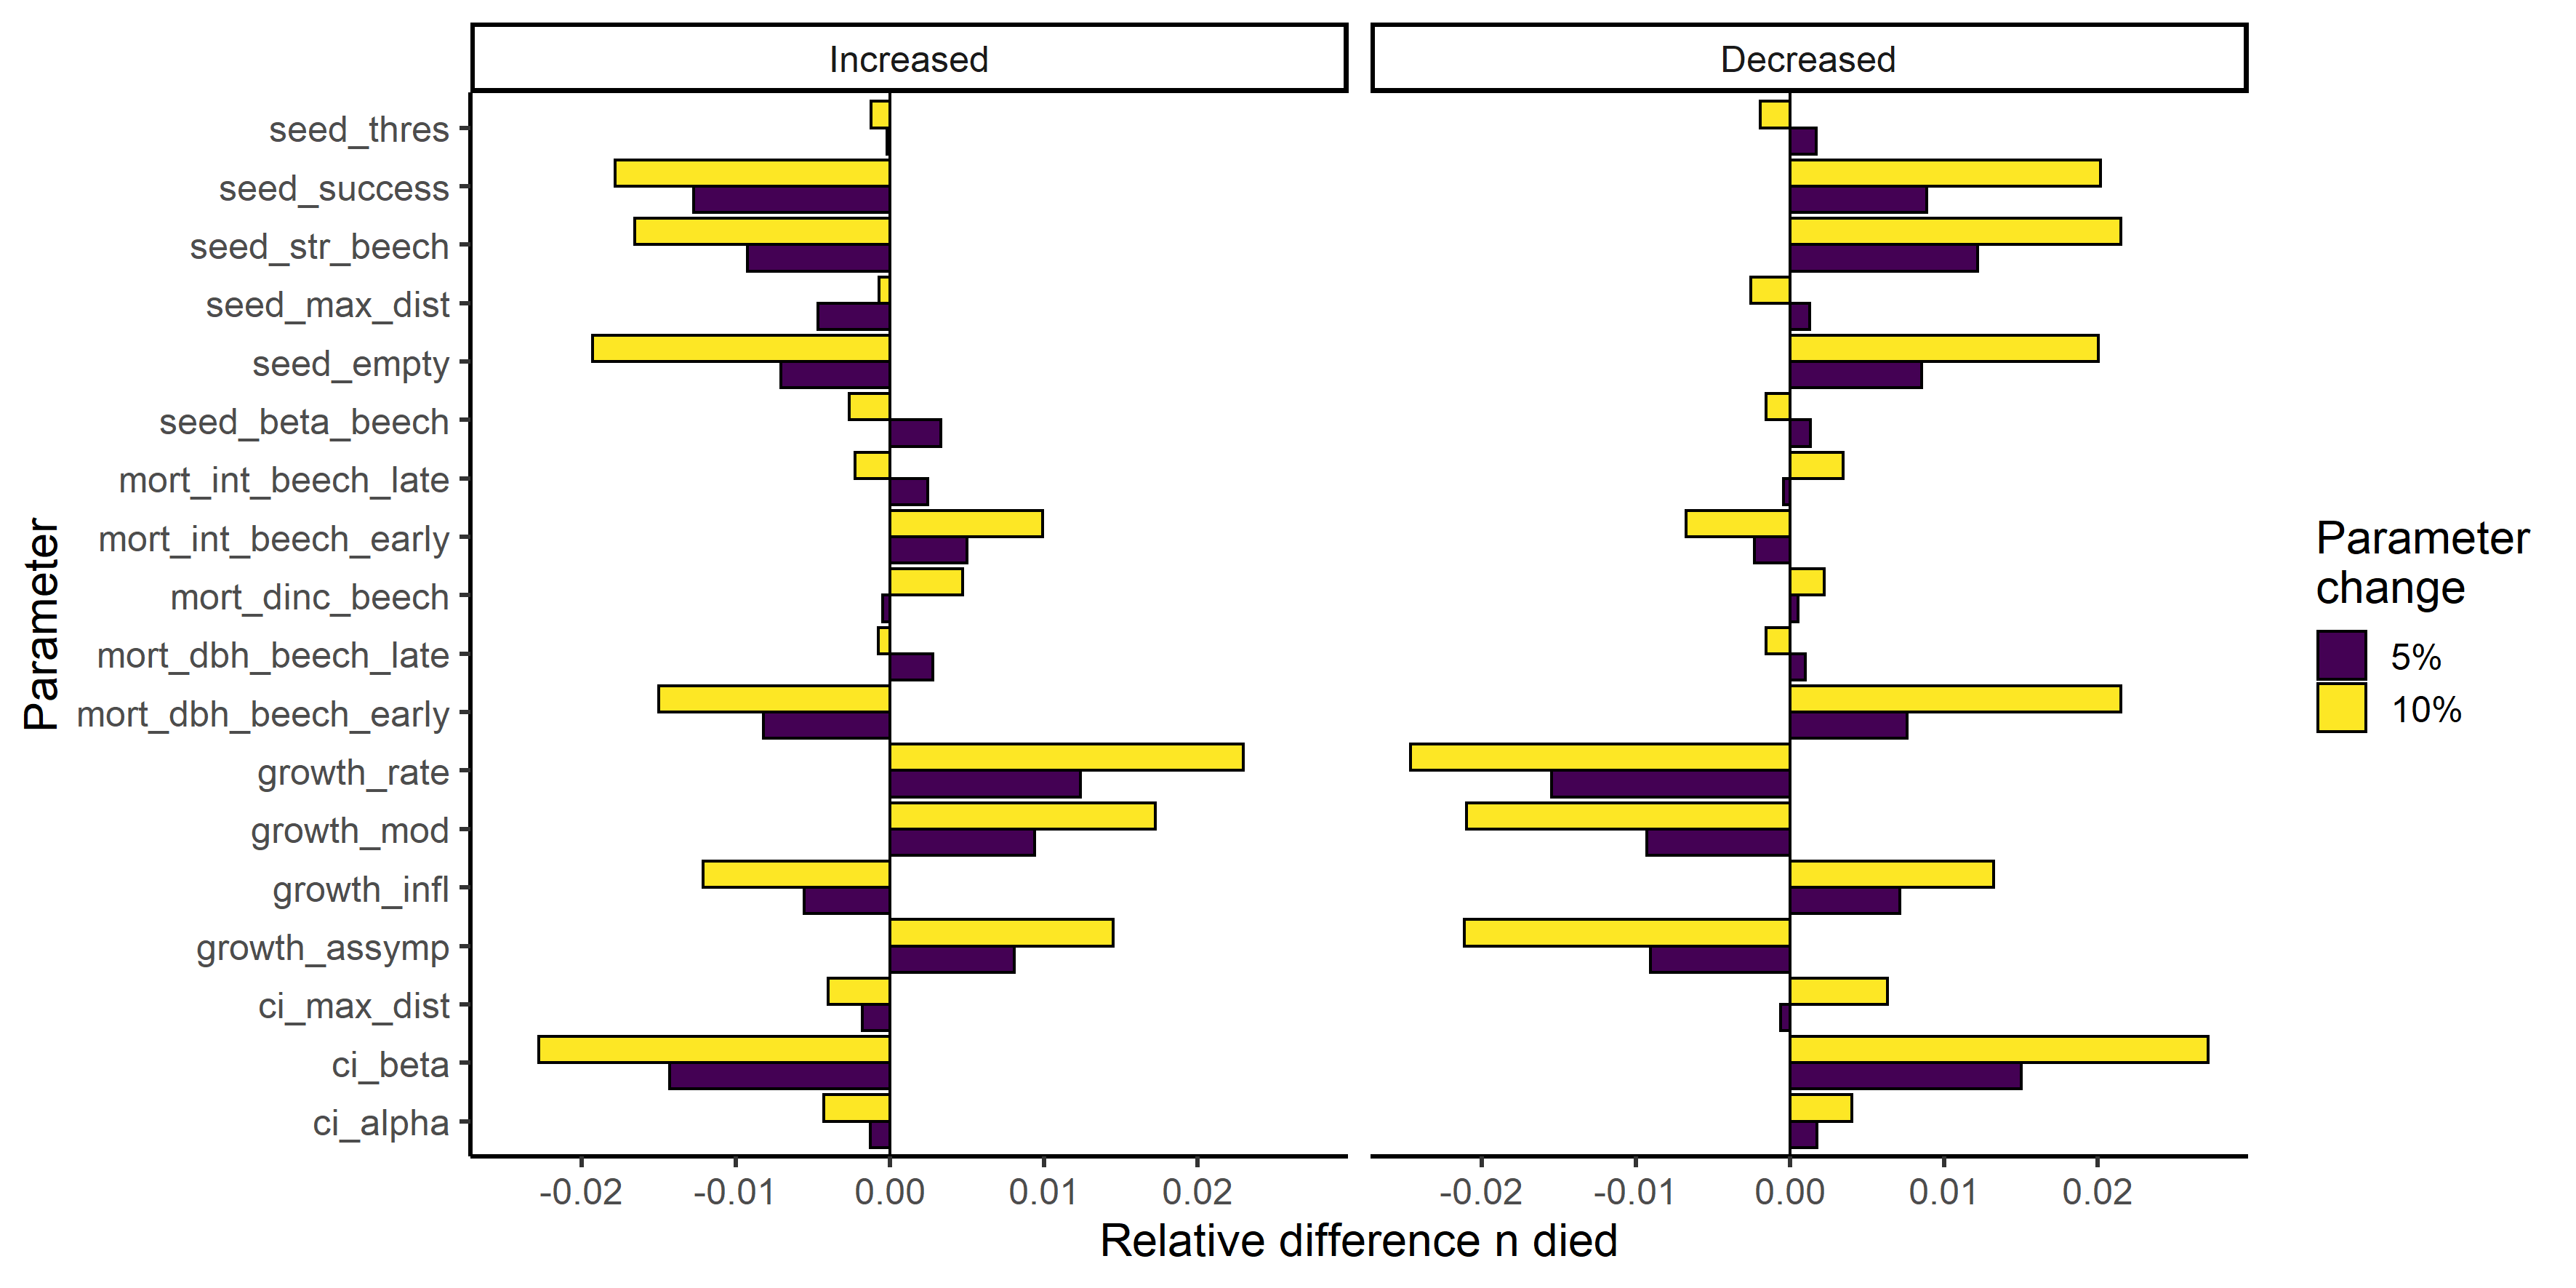 Increased
Decreased
seed_thres
seed_success
seed_str_beech
seed_max_dist
seed_empty
seed_beta_beech
mort_int_beech_late
mort_int_beech_early
mort_dinc_beech
mort_dbh_beech_late
mort_dbh_beech_early
growth_rate
growth_mod
growth_infl
growth_assymp
ci_max_dist
ci_beta
ci_alpha
Parameter
-0.02 -0.01 0.00 0.01 0.02
-0.02 -0.01 0.00 0.01 0.02
Relative difference n died
Parameter
change
5%
10%